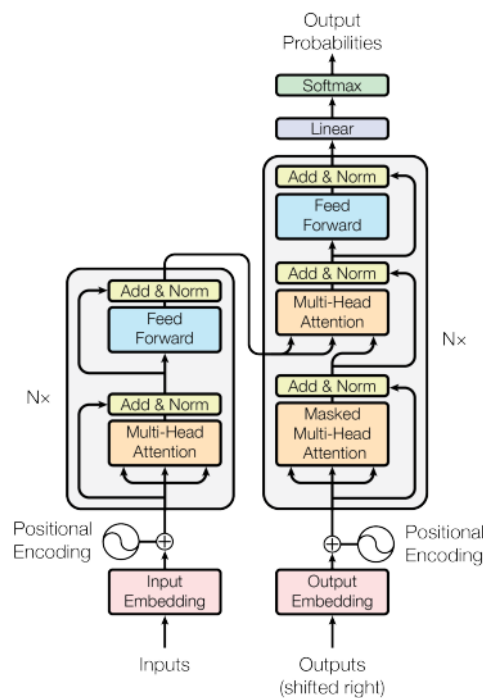 Output
Probabilities
Softmax
Linear
Add & Norm
Feed
Forward
Add & Norm
Multi-Head
Attention
Add & Norm
Masked
Multi-Head
Attention
N×
Add & Norm
Feed
Forward
Add & Norm
Multi-Head
Attention
N×
Positional
Encoding
Positional
Encoding
Input
Embedding
Output
Embedding
Inputs
Outputs
(shifted right)